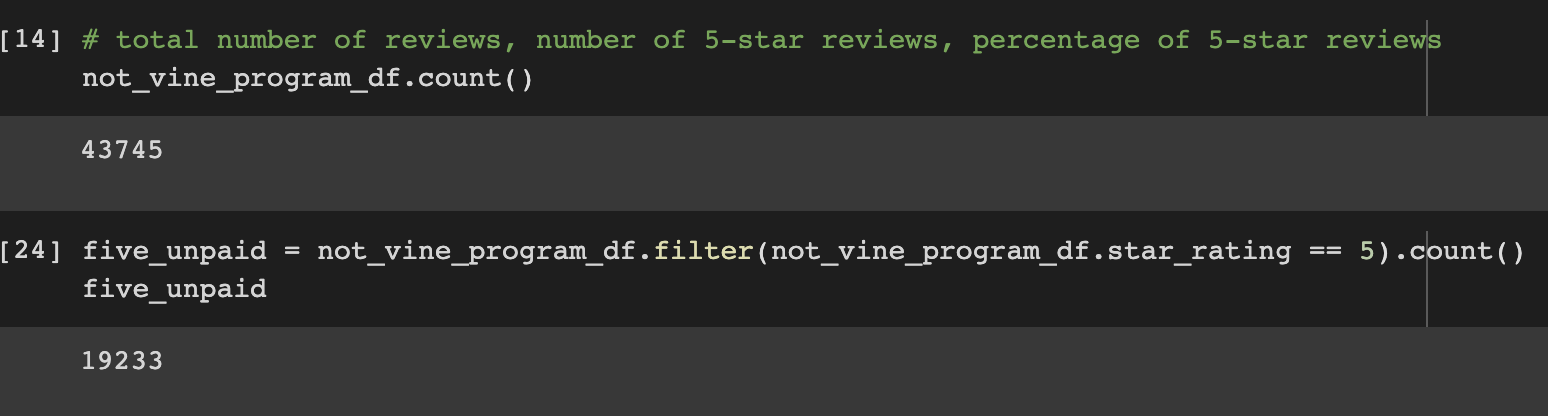 [14] # total number of reviews, number of 5-star reviews, percentage of 5-star reviews
not_vine_program_df.count()
43745
[24] five_unpaid = not_vine_program_df.filter(not_vine_program_df.star_rating == 5).count()
five_unpaid
19233